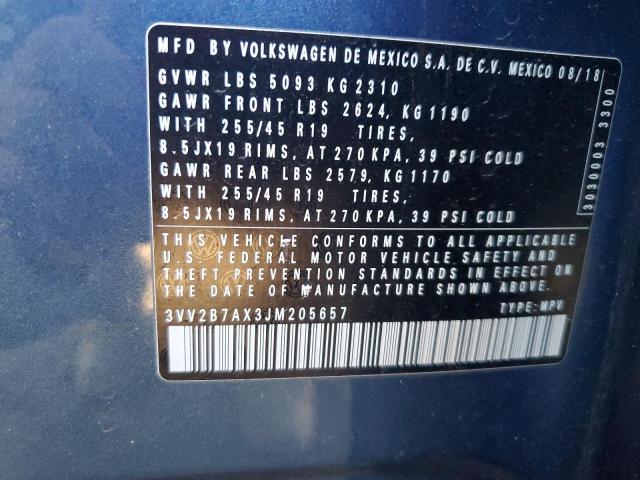 MFD BY VOLKSWAGEN DE MEXICO S.A. DE C.V. MEXICO 08/18
GVWR LBS 5093 KG 2310
GAWR FRONT LBS 2624, KG 1190
WITH 255/45 R19 TIRES,
8.5JX19 RIMS, AT 270 KPA, 39 PSI COLD
GAWR REAR LBS 2579, KG 1170
WITH 255/45 R19 TIRES,
8.5JX19 RIMS, AT 270 KPA, 39 PSI COLD
THIS VEHICLE CONFORMS TO ALL APPLICABLE
U.S. FEDERAL MOTOR VEHICLE SAFETY AND
THEFT PREVENTION STANDARDS IN EFFECT ON
THE DATE OF MANUFACTURE SHOWN ABOVE.
3VV2B7AX3JM205657 TYPE:MPV
3030003 3300